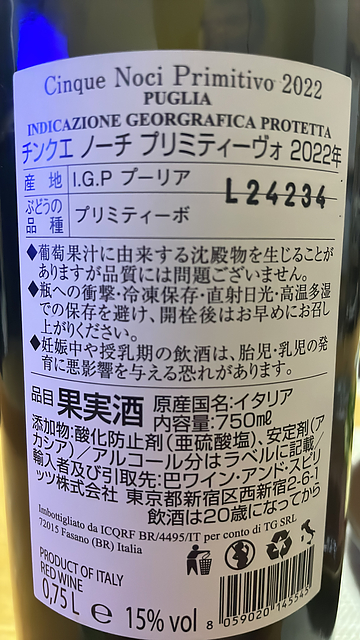 Cinque Noci Primitivo 2022
PUGLIA
INDICAZIONE GEORGRAFICA PROTETTA
チンクエ ノーチ プリミティーヴォ 2022年
産 地 I.G.P プーリア
L24234
ぶどうの
品 種 プリミティーボ
◆葡萄果汁に由来する沈殿物を生じることが
ありますが品質には問題ございません。
◆瓶への衝撃・冷凍保存・直射日光・高温多湿
での保存を避け、開栓後はお早めにお召し
上がりください。
◆妊娠中や授乳期の飲酒は、胎児・乳児の発
育に悪影響を与える恐れがあります。
品目 果実酒 原産国名:イタリア
内容量:750mℓ
添加物:酸化防止剤(亜硫酸塩)、安定剤(ア
カシア)/アルコール分はラベルに記載/
輸入者及び引取先:巴ワイン・アンド・スピリ
ッツ株式会社 東京都新宿区西新宿2-6-1
飲酒は20歳になってから
Imbottigliato da ICQRF BR/4495/IT per conto di TG SRL
72015 Fasano (BR) Italia
PRODUCT OF ITALY
RED WINE
0,75 L e 15% vol
8 059020 145545